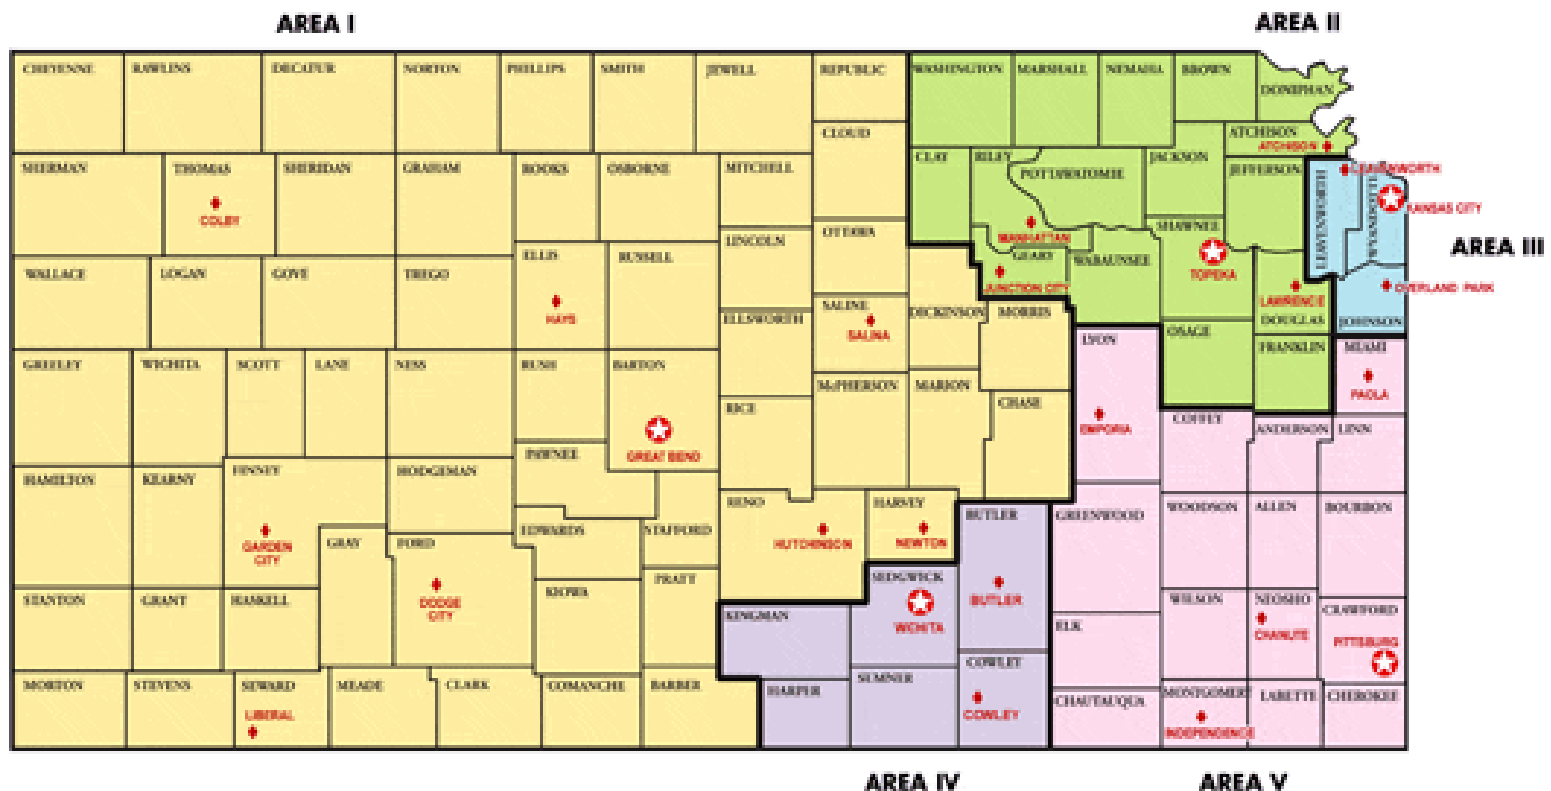 AREA I
AREA II
CHEYENNE
RAWLINS
DECATUR
NORTON
PHILLIPS
SMITH
JEWELL
REPUBLIC
WASHINGTON
MARSHALL
NEMAHA
BROWN
DONIPHAN
CLOUD
ATCHISON
ATCHISON
SHERMAN
THOMAS
SHERIDAN
GRAHAM
ROOKS
OSBORNE
MITCHELL
CLAY
RILEY
POTTAWATOMIE
JACKSON
JEFFERSON
LEAVENWORTH
LEAVENWORTH
WYANDOTTE
KANSAS CITY
COLBY
LINCOLN
OTTAWA
MANHATTAN
SHAWNEE
AREA III
WALLACE
LOGAN
GOVE
TREGO
ELLIS
RUSSELL
GEARY
WABAUNSEE
TOPEKA
JUNCTION CITY
OVERLAND PARK
HAYS
ELLSWORTH
SALINE
SALINA
DICKINSON
MORRIS
LAWRENCE
DOUGLAS
JOHNSON
LYON
OSAGE
FRANKLIN
MIAMI
GREELEY
WICHITA
SCOTT
LANE
NESS
RUSH
BARTON
McPHERSON
MARION
PAOLA
RICE
CHASE
EMPORIA
COFFEY
ANDERSON
LINN
GREAT BEND
PAWNEE
HAMILTON
KEARNY
FINNEY
HODGEMAN
RENO
HARVEY
BUTLER
GREENWOOD
WOODSON
ALLEN
BOURBON
GARDEN
CITY
GRAY
FORD
EDWARDS
STAFFORD
HUTCHINSON
NEWTON
STANTON
GRANT
HASKELL
DODGE
CITY
KIOWA
PRATT
SEDGWICK
BUTLER
WILSON
NEOSHO
CRAWFORD
KINGMAN
WCHITA
ELK
CHANUTE
PITTSBURG
MORTON
STEVENS
SEWARD
MEADE
CLARK
COMANCHE
BARBER
HARPER
SUMNER
COWLEY
CHAUTAUQUA
MONTGOMERY
LABETTE
CHEROKEE
LIBERAL
COWLEY
INDEPENDENCE
AREA IV
AREA V